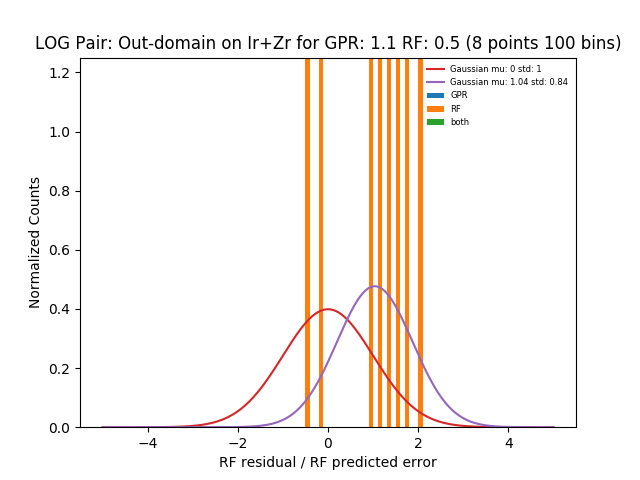 LOG Pair: Out-domain on Ir+Zr for GPR: 1.1 RF: 0.5 (8 points 100 bins)
Gaussian mu: 0 std: 1
Gaussian mu: 1.04 std: 0.84
GPR
RF
both
Normalized Counts
1.2
1.0
0.8
0.6
0.4
0.2
0.0
−4
−2
0
2
4
RF residual / RF predicted error